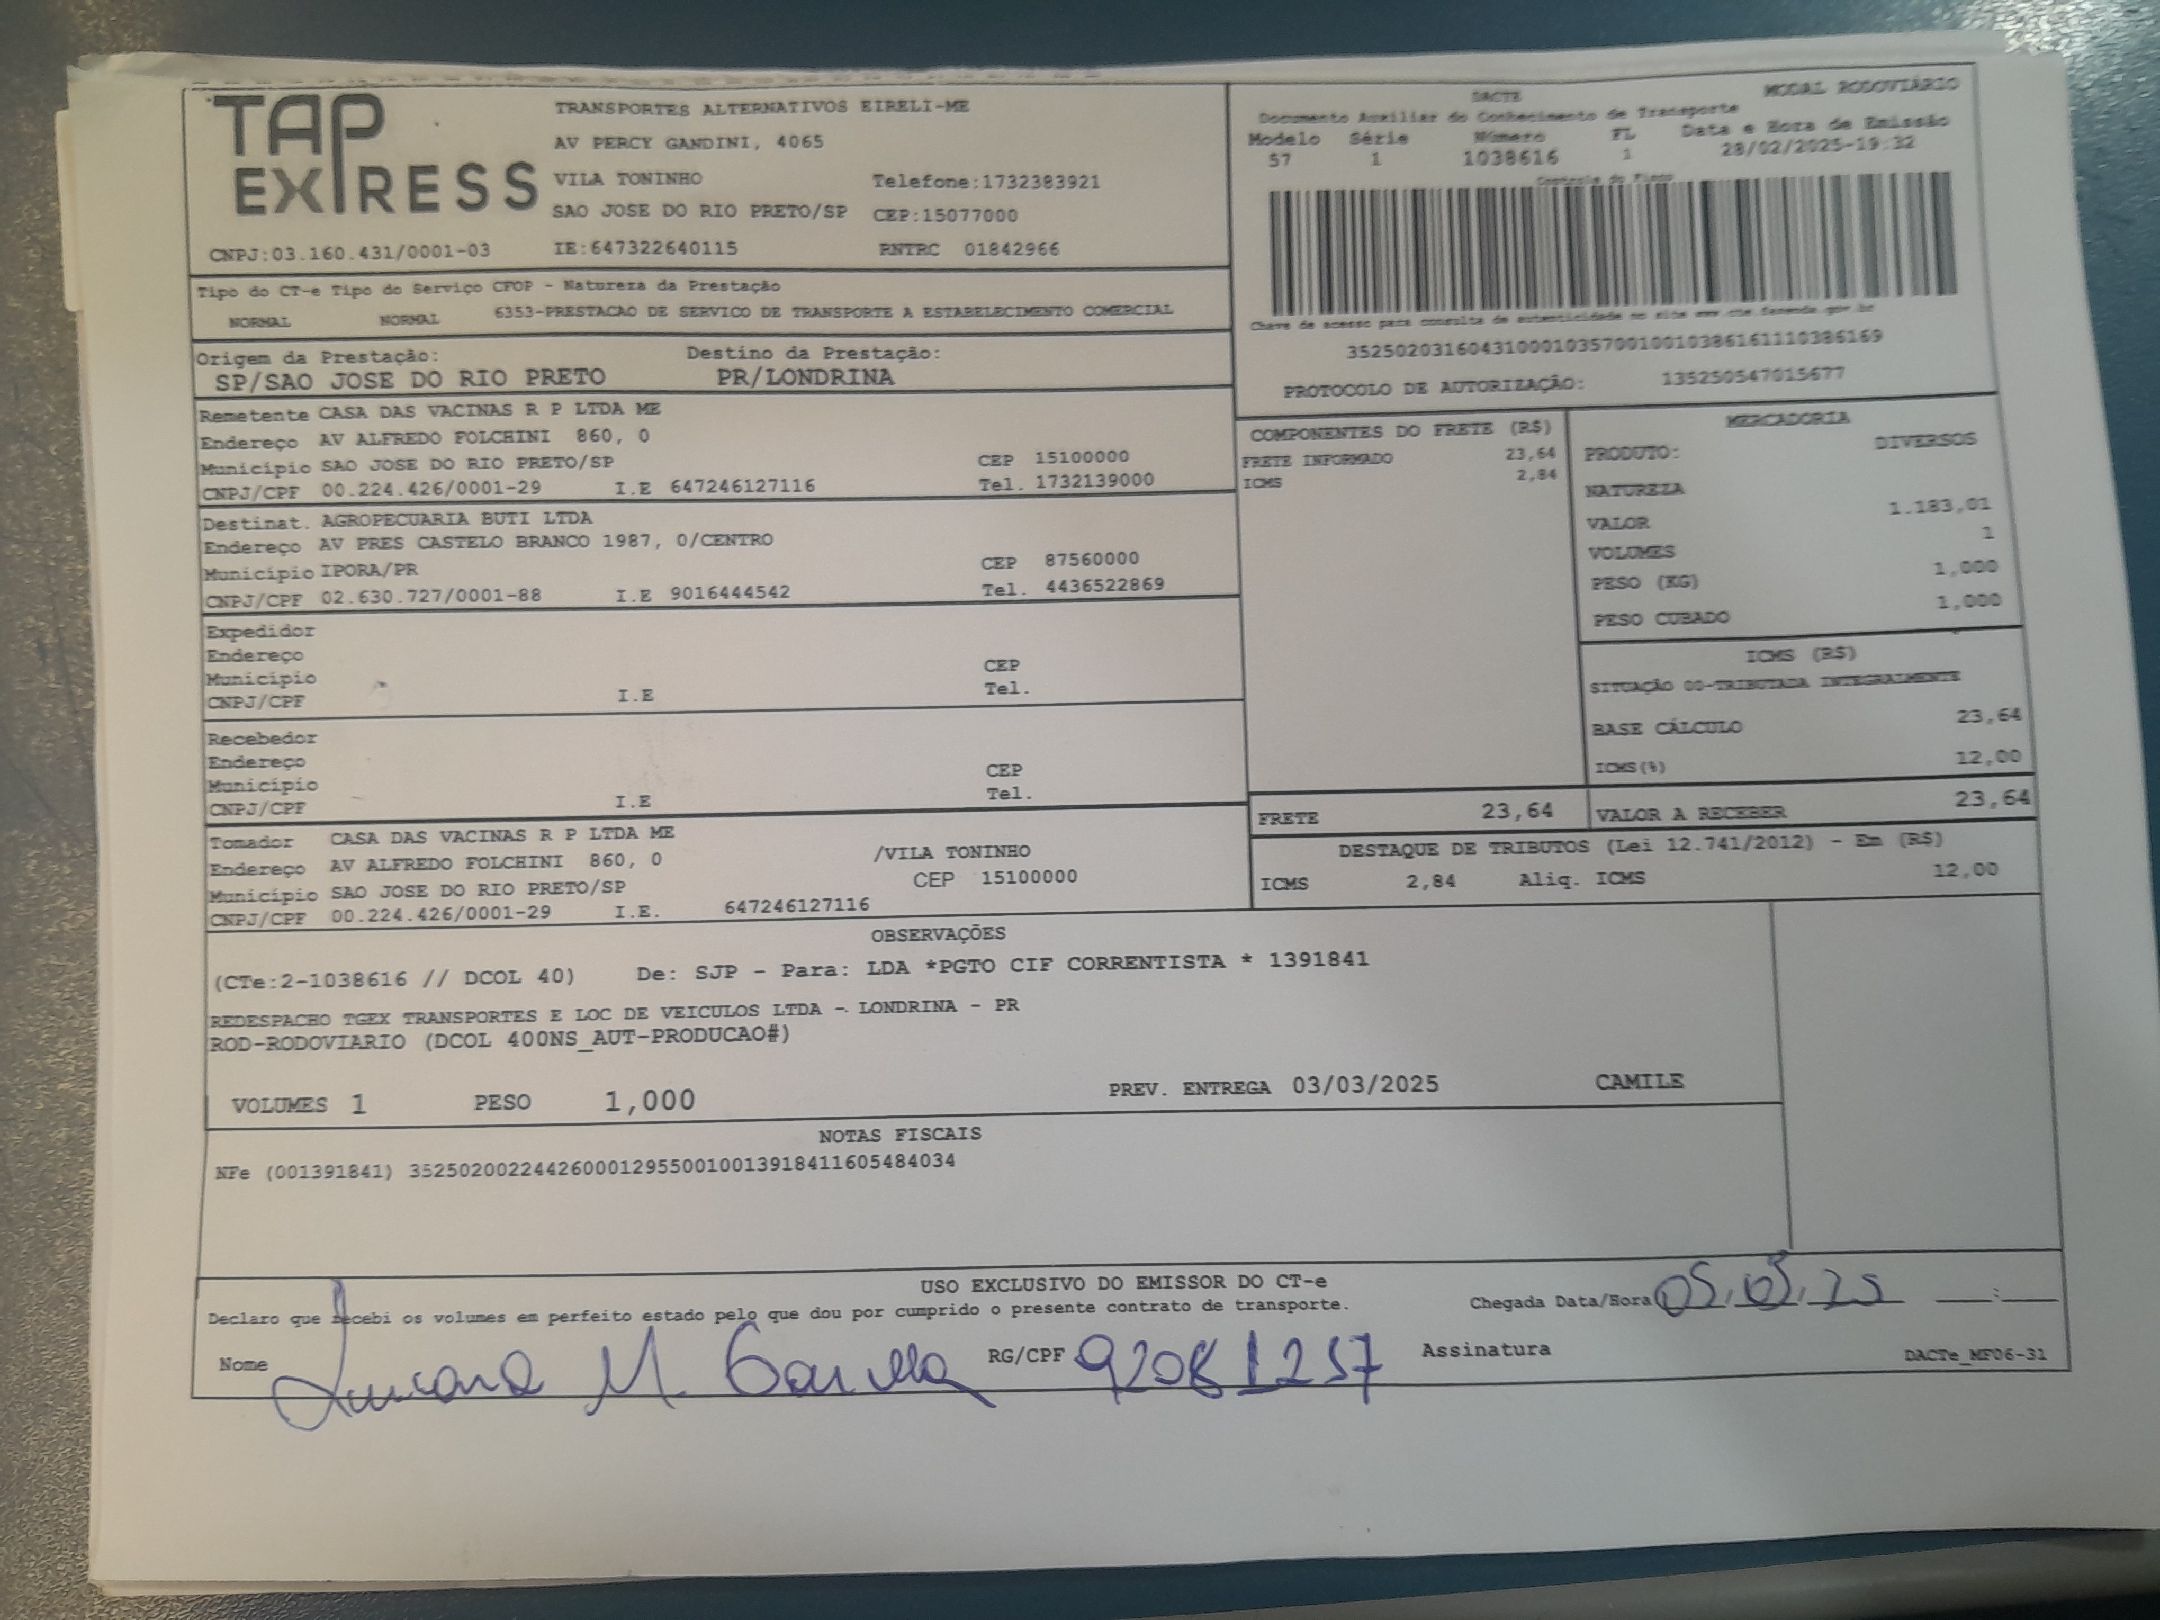 TAP EXPRESS
TRANSPORTES ALTERNATIVOS EIRELI-ME
AV PERCY GANDINI, 4065
VILA TONINHO Telefone:1732383921
SAO JOSE DO RIO PRETO/SP CEP:15077000
CNPJ:03.160.431/0001-03 IE:647322640115 RNTRC 01842966
DACTE MODAL RODOVIÁRIO
Documento Auxiliar do Conhecimento de Transporte
Modelo Série Número FL Data e Hora de Emissão
57 1 1038616 1 28/02/2025-19:32
Controle do Fisco
Chave de acesso para consulta de autenticidade no site www.cte.fazenda.gov.br
35250203160431000103570010010386161110386169
PROTOCOLO DE AUTORIZAÇÃO: 135250547015677
Tipo do CT-e Tipo do Serviço CFOP - Natureza da Prestação
NORMAL NORMAL 6353-PRESTACAO DE SERVICO DE TRANSPORTE A ESTABELECIMENTO COMERCIAL
Origem da Prestação: Destino da Prestação:
SP/SAO JOSE DO RIO PRETO PR/LONDRINA
Remetente CASA DAS VACINAS R P LTDA ME
Endereço AV ALFREDO FOLCHINI 860, 0
Município SAO JOSE DO RIO PRETO/SP CEP 15100000
CNPJ/CPF 00.224.426/0001-29 I.E 647246127116 Tel. 1732139000
Destinat. AGROPECUARIA BUTI LTDA
Endereço AV PRES CASTELO BRANCO 1987, 0/CENTRO
Município IPORA/PR CEP 87560000
CNPJ/CPF 02.630.727/0001-88 I.E 9016444542 Tel. 4436522869
Expedidor
Endereço
Município CEP
CNPJ/CPF I.E Tel.
Recebedor
Endereço
Município CEP
CNPJ/CPF I.E Tel.
Tomador CASA DAS VACINAS R P LTDA ME
Endereço AV ALFREDO FOLCHINI 860, 0 /VILA TONINHO
Município SAO JOSE DO RIO PRETO/SP CEP 15100000
CNPJ/CPF 00.224.426/0001-29 I.E. 647246127116
COMPONENTES DO FRETE (R$)
FRETE INFORMADO 23,64
ICMS 2,84
MERCADORIA
PRODUTO: DIVERSOS
NATUREZA
VALOR 1.183,01
VOLUMES 1
PESO (KG) 1,000
PESO CUBADO 1,000
ICMS (R$)
SITUAÇÃO 00-TRIBUTADA INTEGRALMENTE
BASE CÁLCULO 23,64
ICMS(%) 12,00
FRETE 23,64 VALOR A RECEBER 23,64
DESTAQUE DE TRIBUTOS (Lei 12.741/2012) - Em (R$)
ICMS 2,84 Aliq. ICMS 12,00
OBSERVAÇÕES
(CTe:2-1038616 // DCOL 40) De: SJP - Para: LDA *PGTO CIF CORRENTISTA * 1391841
REDESPACHO TGEX TRANSPORTES E LOC DE VEICULOS LTDA - LONDRINA - PR
ROD-RODOVIARIO (DCOL 400NS_AUT-PRODUCAO#)
VOLUMES 1 PESO 1,000 PREV. ENTREGA 03/03/2025 CAMILE
NOTAS FISCAIS
NFe (001391841) 35250200224426000129550010013918411605484034
USO EXCLUSIVO DO EMISSOR DO CT-e
Declaro que recebi os volumes em perfeito estado pelo que dou por cumprido o presente contrato de transporte. Chegada Data/Hora 05,03,25 :
Nome Luciana M. RG/CPF 92081257 Assinatura DACTe_MF06-31